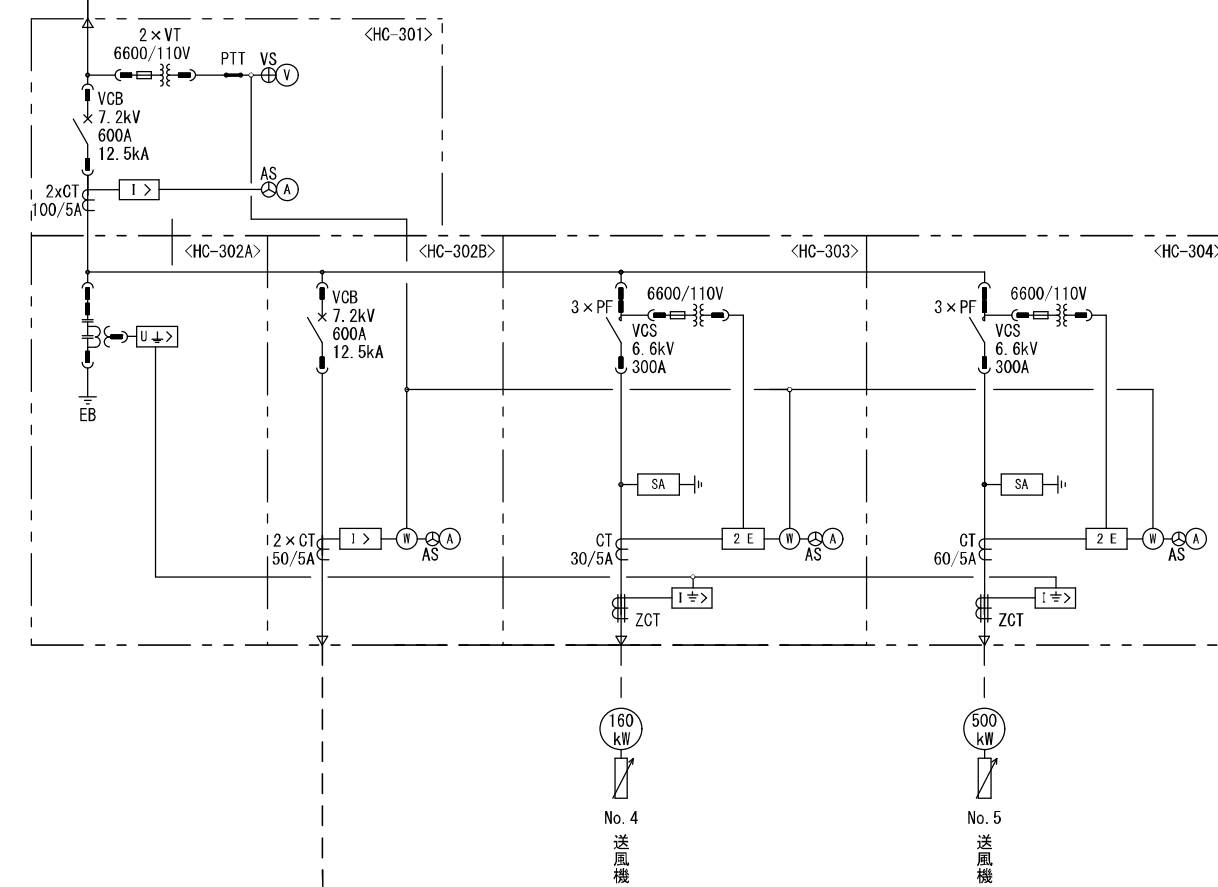 <HC-301>
2×VT
6600/110V
PTT
VS
V
VCB
7.2kV
600A
12.5kA
2xCT
100/5A
I >
AS
A
<HC-302A>
<HC-302B>
<HC-303>
<HC-304>
U >
EB
VCB
7.2kV
600A
12.5kA
3×PF
6600/110V
VCS
6.6kV
300A
3×PF
6600/110V
VCS
6.6kV
300A
SA
SA
2×CT
50/5A
I >
W
A
AS
CT
30/5A
2E
W
A
AS
CT
60/5A
2E
W
A
AS
I >
ZCT
I >
ZCT
160
kW
500
kW
No.4
送風機
No.5
送風機